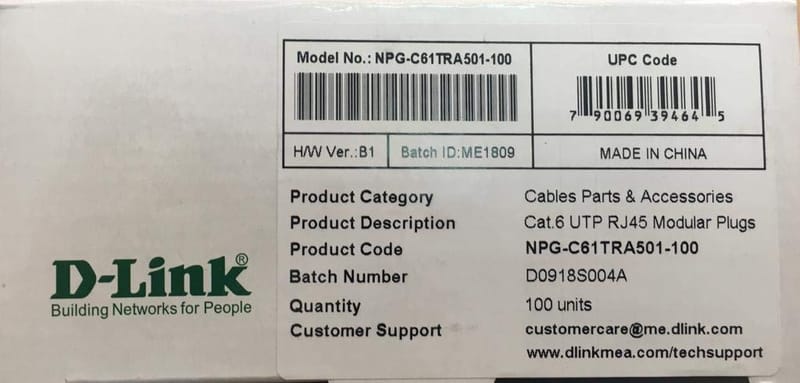 Model No.: NPG-C61TRA501-100
UPC Code
7 90069 39464 5
H/W Ver.:B1
Batch ID:ME1809
MADE IN CHINA
Product Category Cables Parts & Accessories
Product Description Cat.6 UTP RJ45 Modular Plugs
Product Code NPG-C61TRA501-100
Batch Number D0918S004A
Quantity 100 units
Customer Support customercare@me.dlink.com
www.dlinkmea.com/techsupport
D-Link®
Building Networks for People